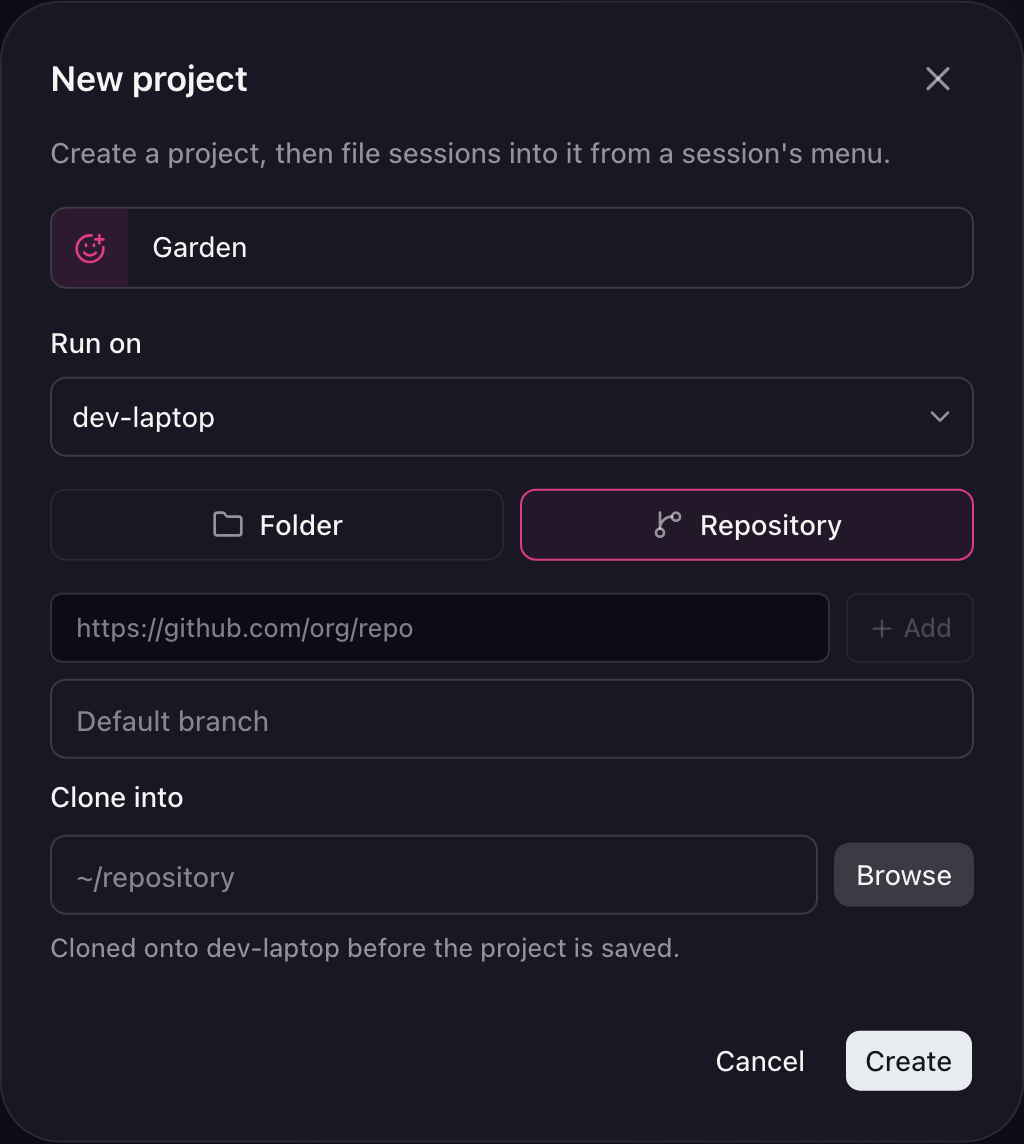 New project
Create a project, then file sessions into it from a session's menu.
Garden
Run on
dev-laptop
Folder
Repository
https://github.com/org/repo
+ Add
Default branch
Clone into
~/repository
Browse
Cloned onto dev-laptop before the project is saved.
Cancel
Create